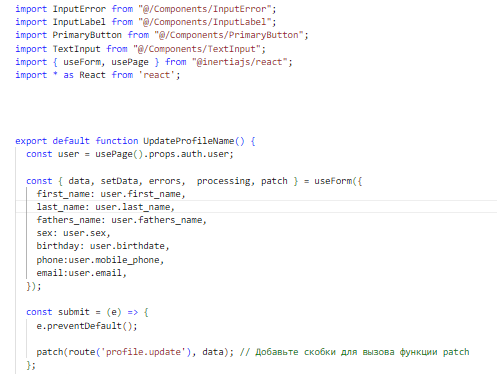 import InputError from "@/Components/InputError";
import InputLabel from "@/Components/InputLabel";
import PrimaryButton from "@/Components/PrimaryButton";
import TextInput from "@/Components/TextInput";
import { useForm, usePage } from "@inertiajs/react";
import * as React from 'react';
export default function UpdateProfileName() {
const user = usePage().props.auth.user;
const { data, setData, errors, processing, patch } = useForm({
first_name: user.first_name,
last_name: user.last_name,
fathers_name: user.fathers_name,
sex: user.sex,
birthday: user.birthdate,
phone:user.mobile_phone,
email:user.email,
});
const submit = (e) => {
e.preventDefault();
patch(route('profile.update'), data); // Добавьте скобки для вызова функции patch
};